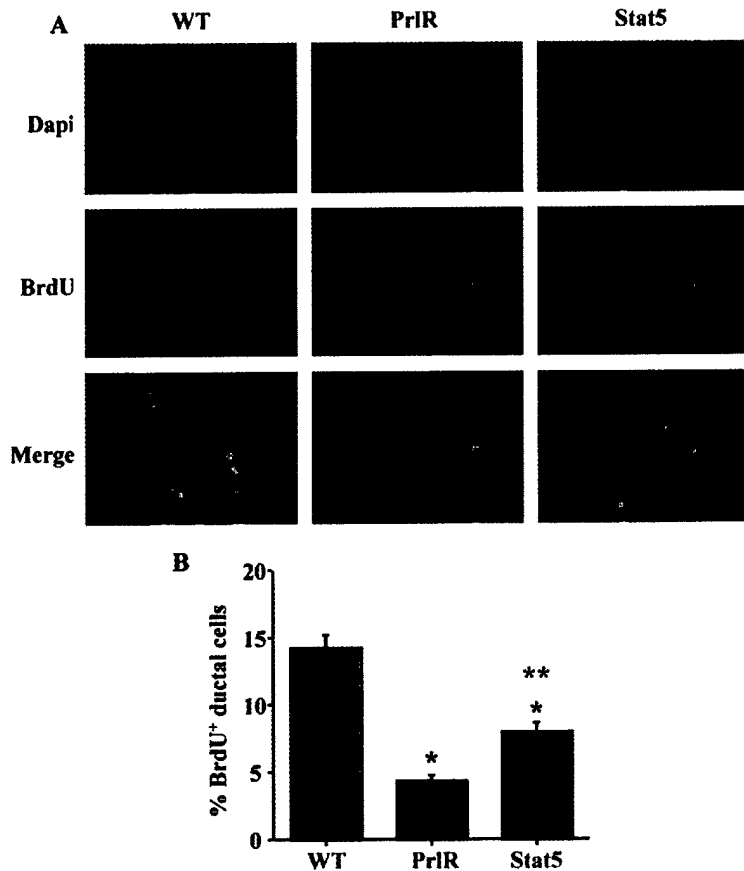 A
WT PrlR Stat5
Dapi
BrdU
Merge
B
% BrdU⁺ ductal cells
20
15
10
5
0
*
**
*
WT PrlR Stat5